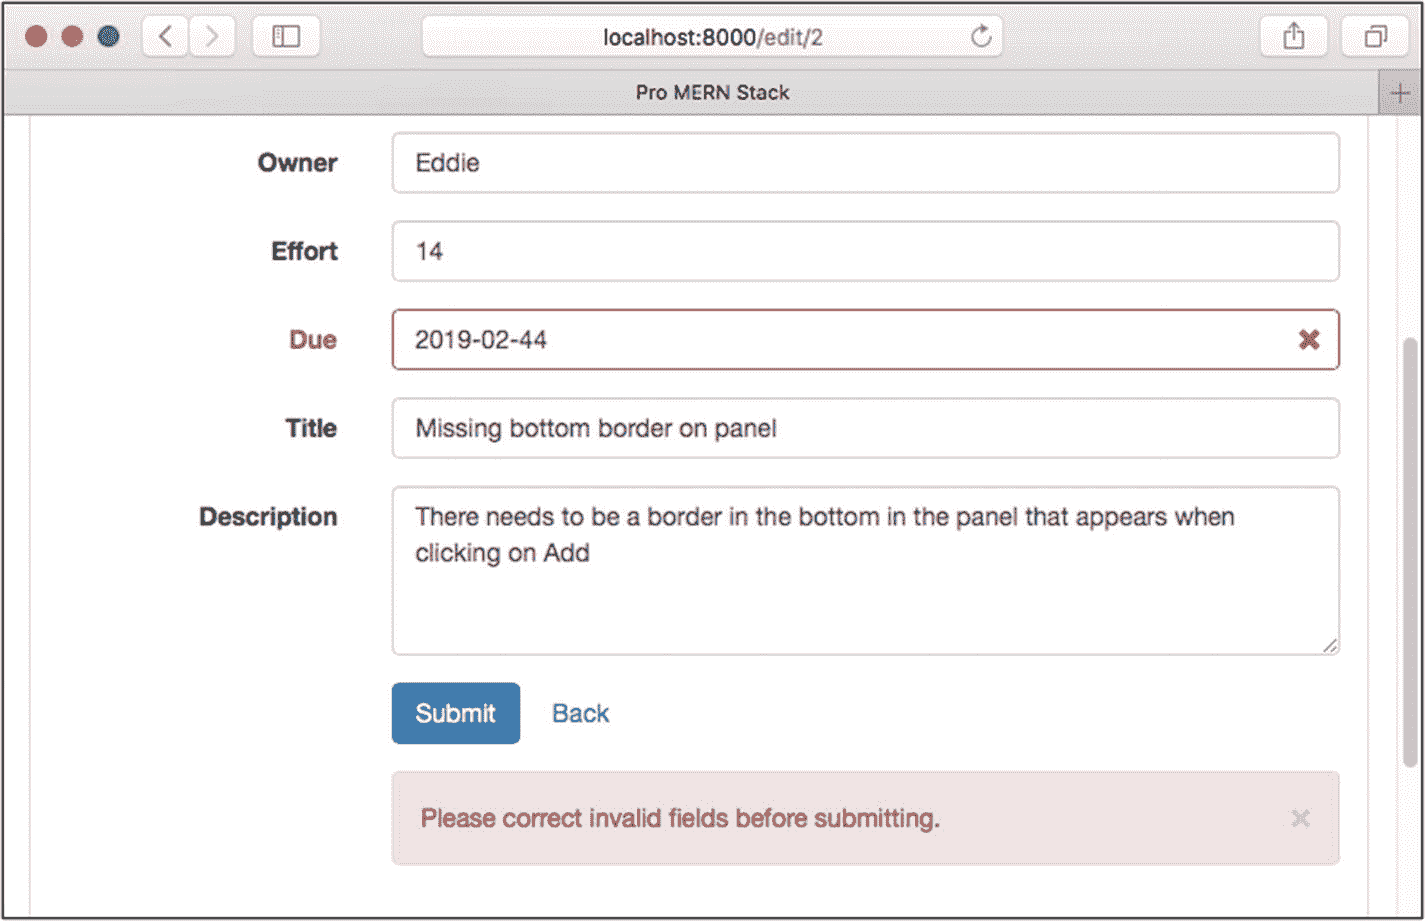 localhost:8000/edit/2
Pro MERN Stack
Owner
Eddie
Effort
14
Due
2019-02-44
Title
Missing bottom border on panel
Description
There needs to be a border in the bottom in the panel that appears when
clicking on Add
Submit
Back
Please correct invalid fields before submitting.